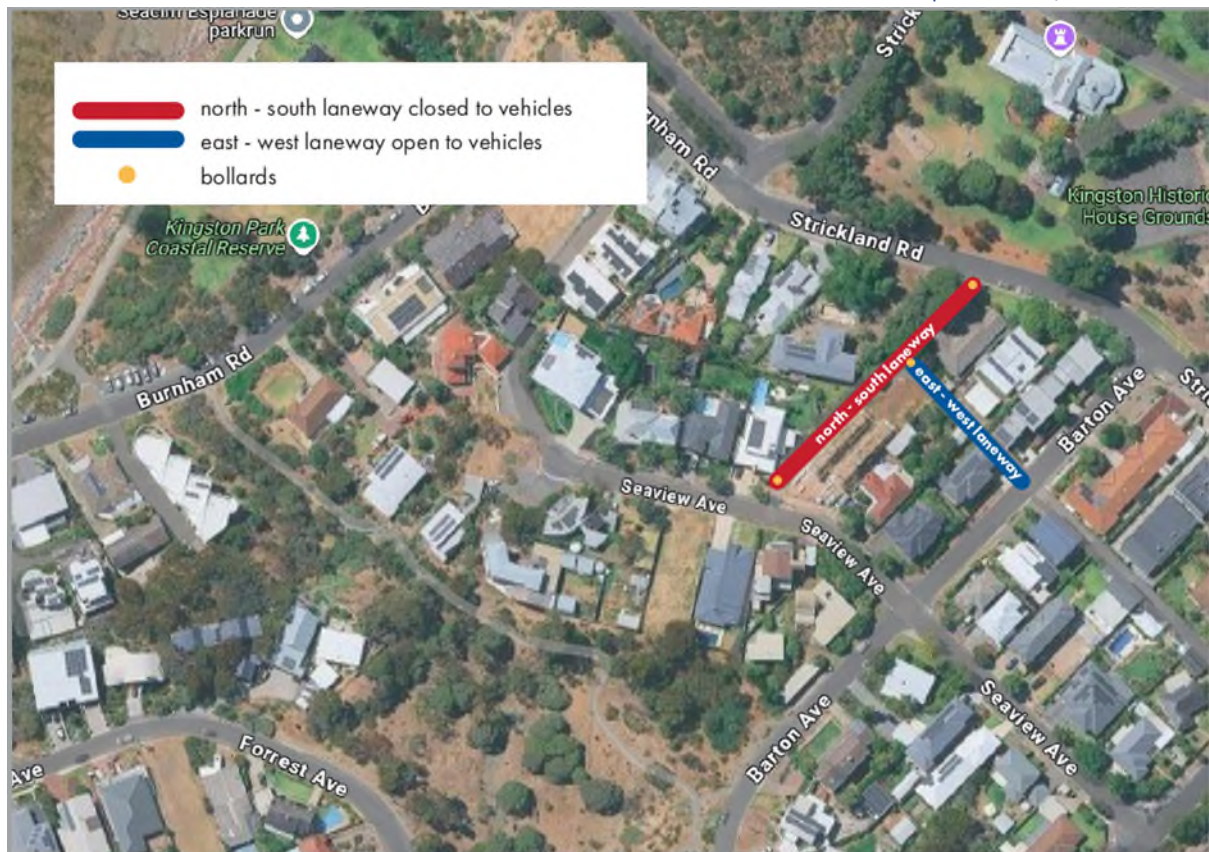 Seacliff Esplanade
parkrun
north - south laneway closed to vehicles
east - west laneway open to vehicles
bollards
Kingston Park
Coastal Reserve
Burnham Rd
Strickland Rd
Kingston Historic
House Grounds
north - south laneway
east - west laneway
Barton Ave
Seaview Ave
Seaview Ave
Barton Ave
Seaview Ave
Forrest Ave
Ave